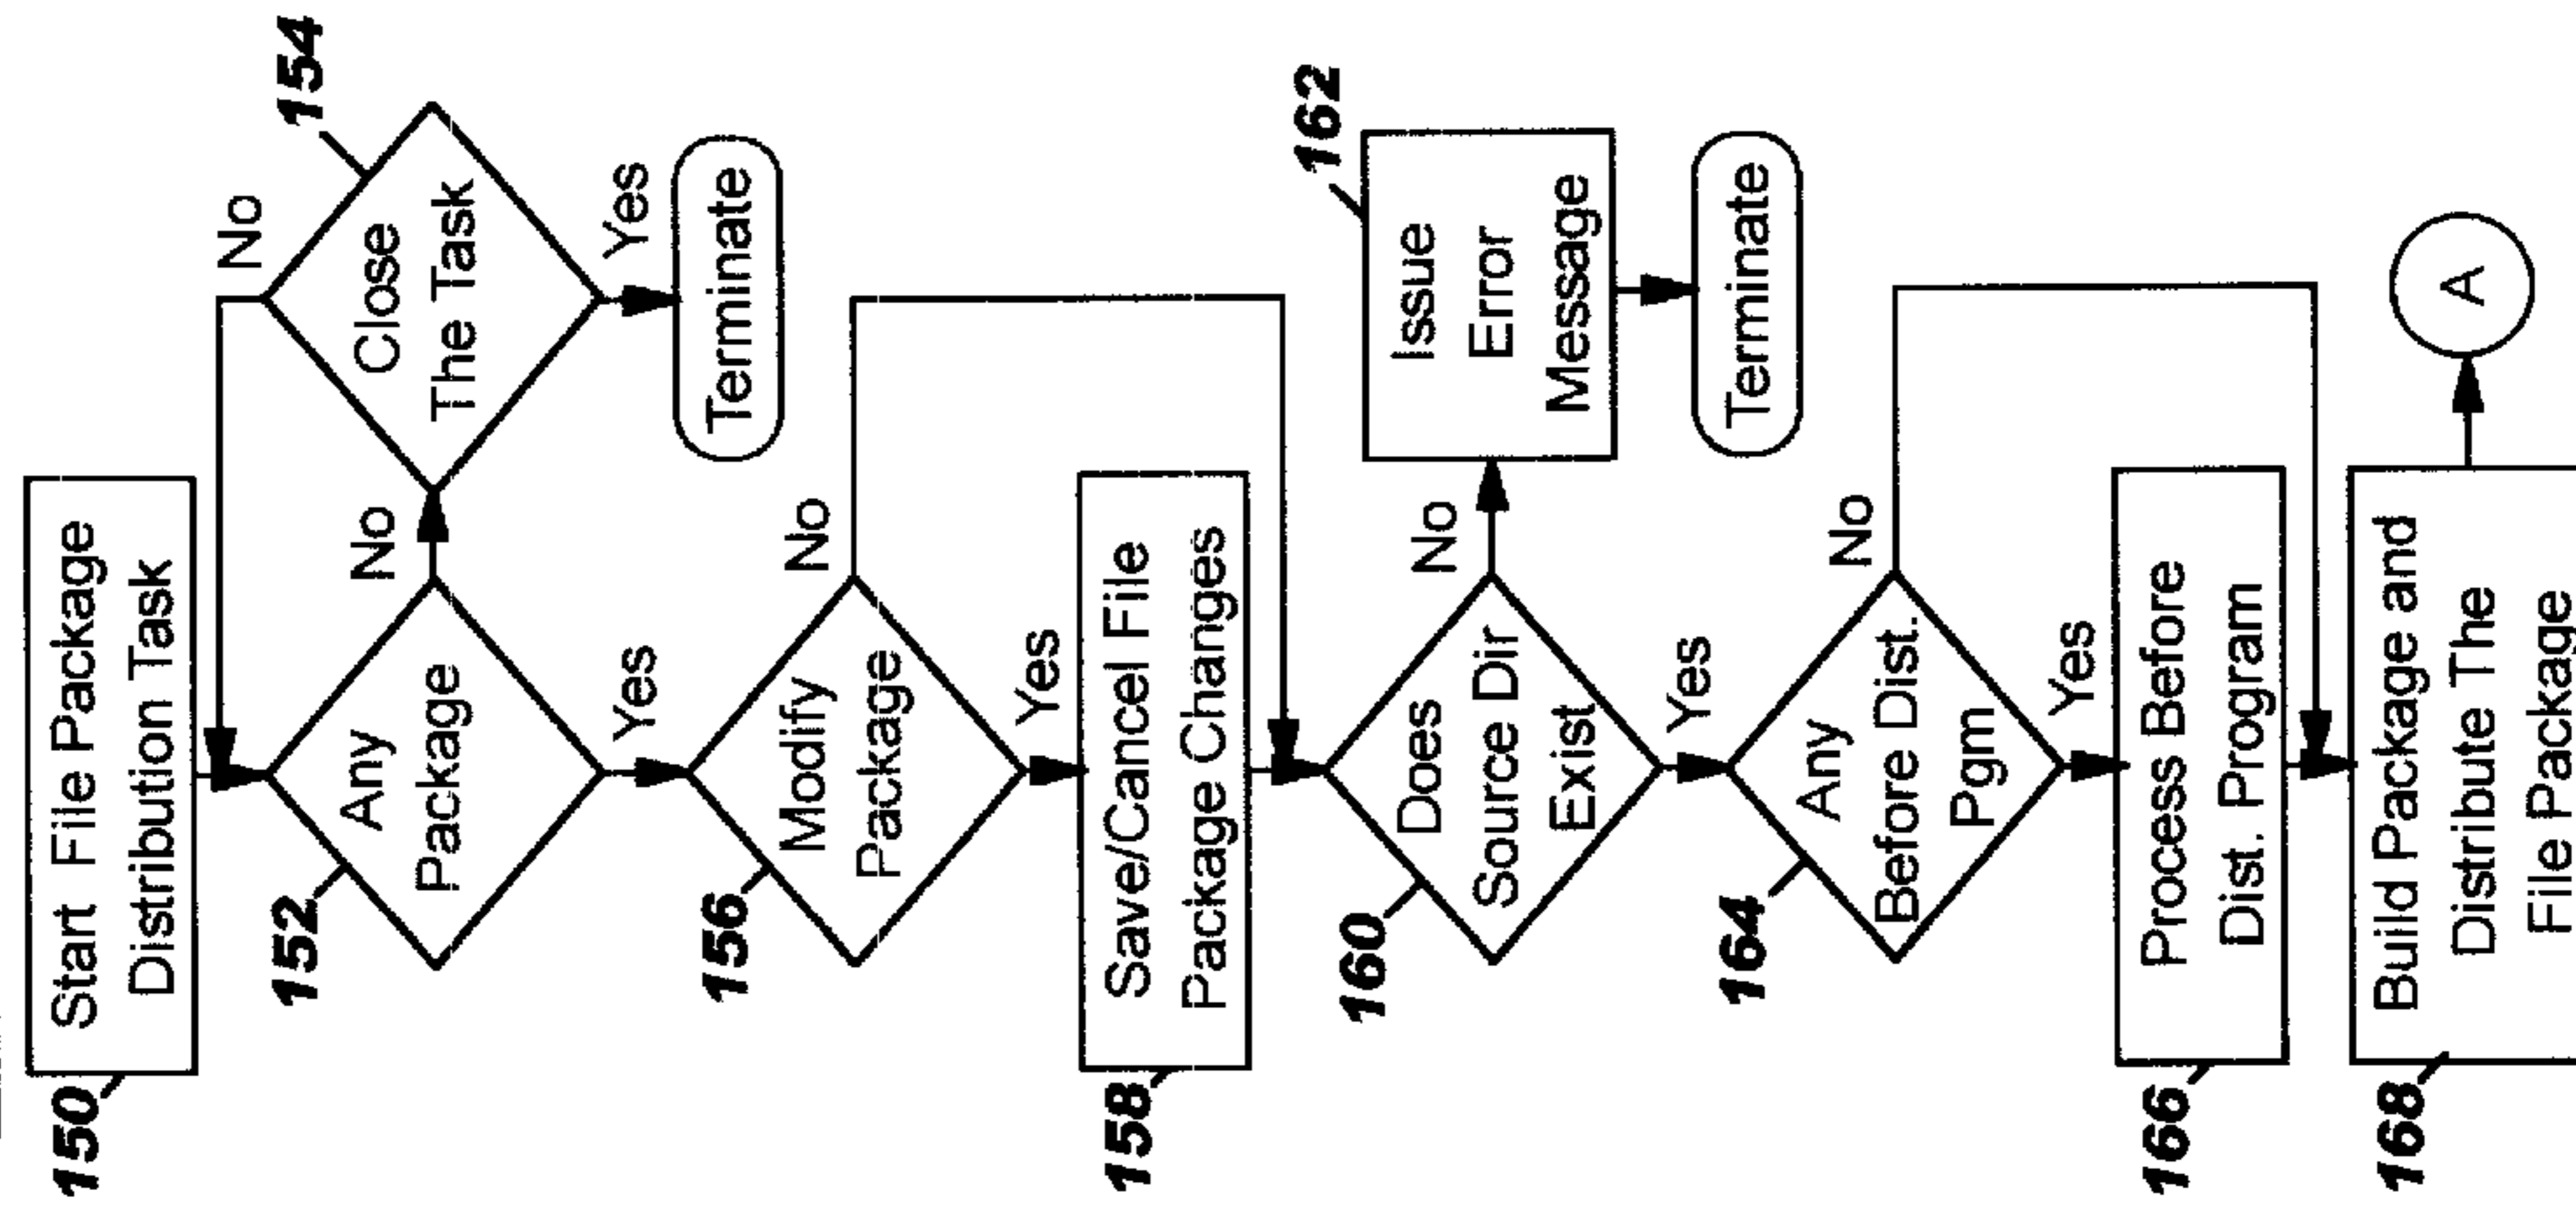 150
Start File Package
Distribution Task
No
154
152
Any
Package
No
Close
The Task
Yes
Yes
Terminate
156
Modify
Package
No
Yes
158
Save/Cancel File
Package Changes
160
Does
Source Dir
Exist
No
162
Issue
Error
Message
Yes
Terminate
164
Any
Before Dist.
Pgm
No
Yes
166
Process Before
Dist. Program
168
Build Package and
Distribute The
File Package
A